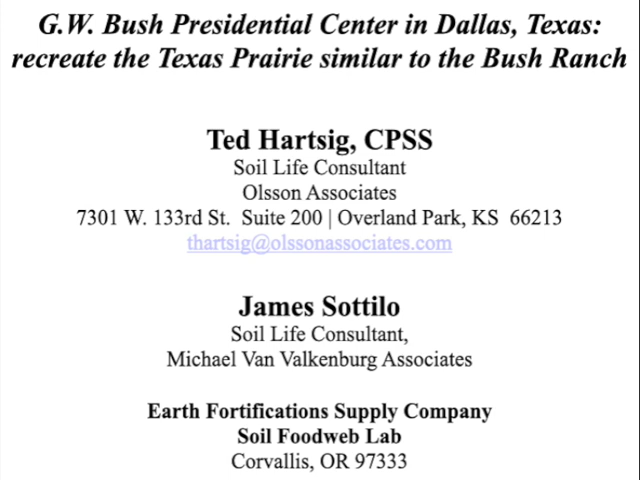 G.W. Bush Presidential Center in Dallas, Texas:
recreate the Texas Prairie similar to the Bush Ranch
Ted Hartsig, CPSS
Soil Life Consultant
Olsson Associates
7301 W. 133rd St.  Suite 200 | Overland Park, KS  66213
thartsig@olssonassociates.com
James Sottilo
Soil Life Consultant,
Michael Van Valkenburg Associates
Earth Fortifications Supply Company
Soil Foodweb Lab
Corvallis, OR 97333